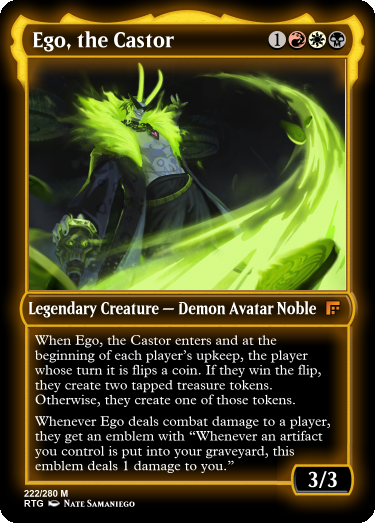 Ego, the Castor
1
Legendary Creature — Demon Avatar Noble
When Ego, the Castor enters and at the
beginning of each player's upkeep, the player
whose turn it is flips a coin. If they win the flip,
they create two tapped treasure tokens.
Otherwise, they create one of those tokens.
Whenever Ego deals combat damage to a player,
they get an emblem with “Whenever an artifact
you control is put into your graveyard, this
emblem deals 1 damage to you.”
3/3
222/280 M
RTG Nate Samaniego